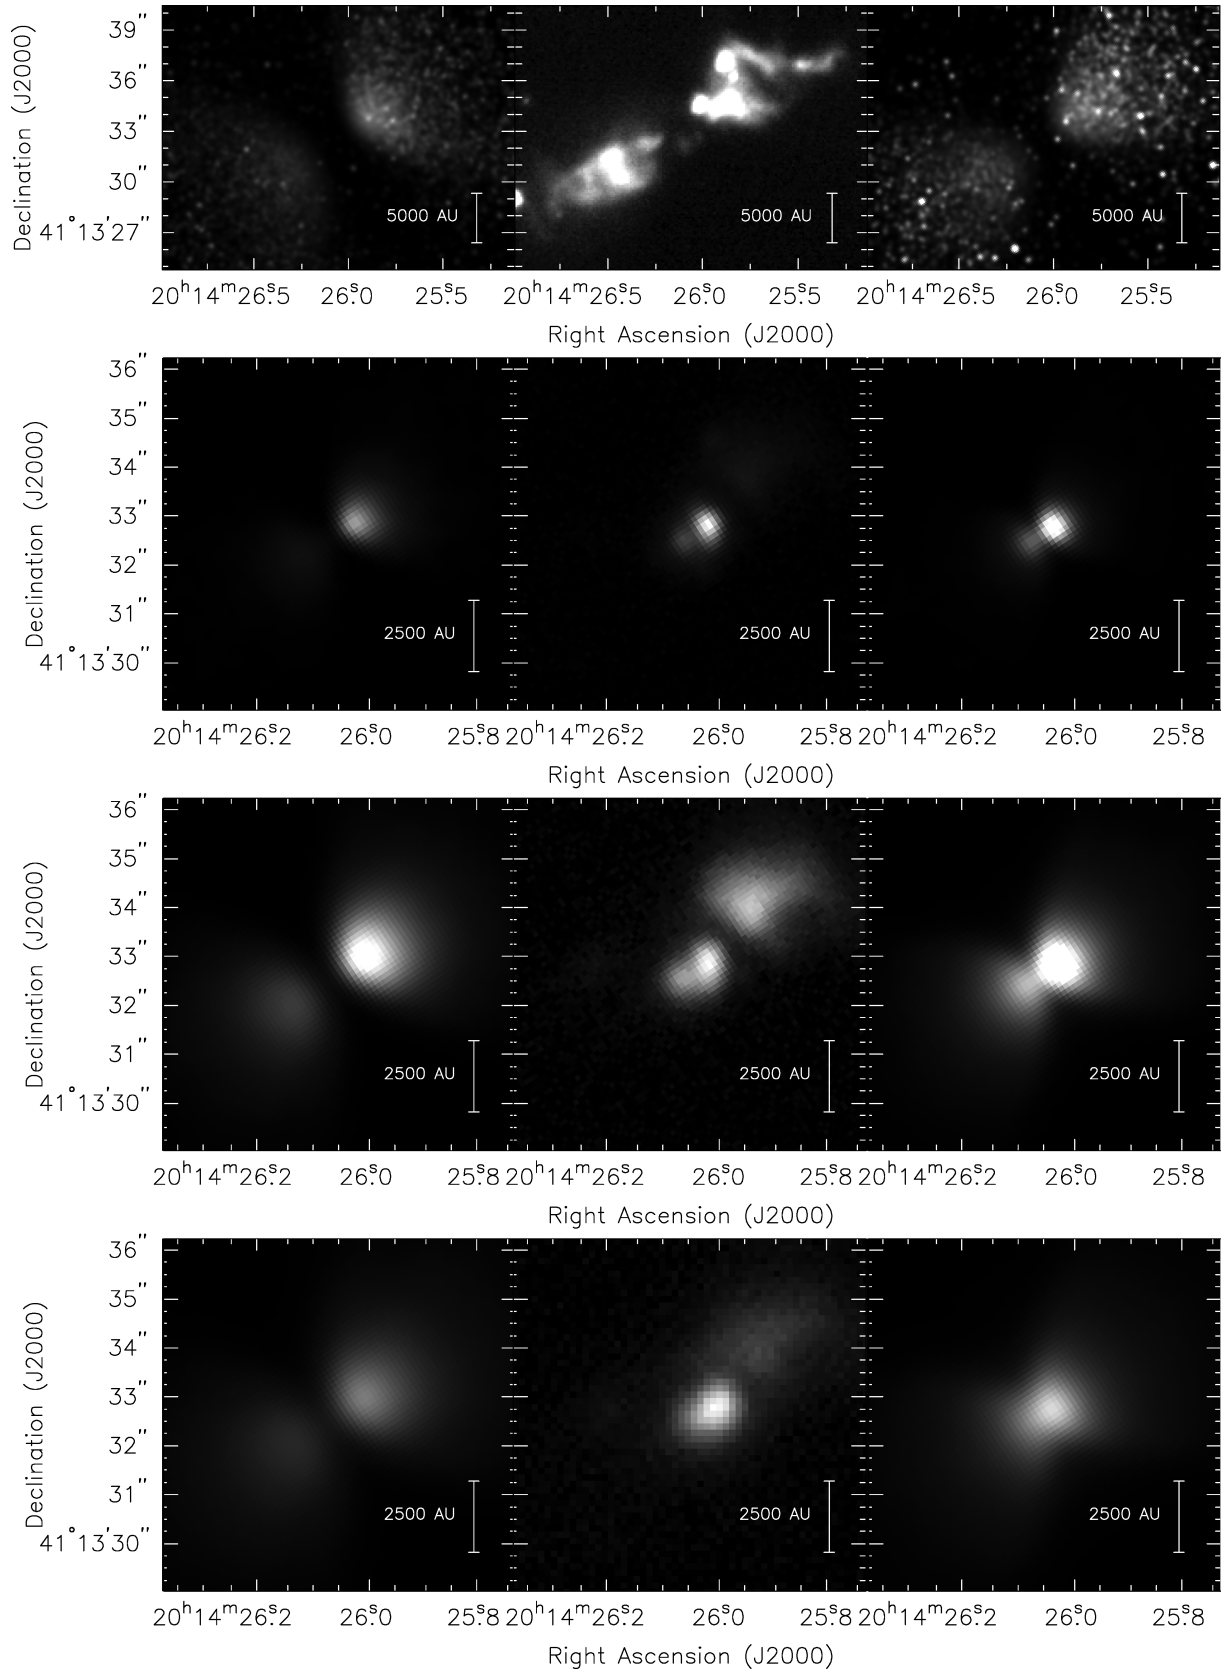 Declination (J2000)
39"
36"
33"
30"
41°13'27"
5000 AU
5000 AU
5000 AU
20h14m26s.5
26s.0
25s.5
20h14m26s.5
26s.0
25s.5
20h14m26s.5
26s.0
25s.5
Right Ascension (J2000)
Declination (J2000)
36"
35"
34"
33"
32"
31"
41°13'30"
2500 AU
2500 AU
2500 AU
20h14m26s.2
26s.0
25s.8
20h14m26s.2
26s.0
25s.8
20h14m26s.2
26s.0
25s.8
Right Ascension (J2000)
Declination (J2000)
36"
35"
34"
33"
32"
31"
41°13'30"
2500 AU
2500 AU
2500 AU
20h14m26s.2
26s.0
25s.8
20h14m26s.2
26s.0
25s.8
20h14m26s.2
26s.0
25s.8
Right Ascension (J2000)
Declination (J2000)
36"
35"
34"
33"
32"
31"
41°13'30"
2500 AU
2500 AU
2500 AU
20h14m26s.2
26s.0
25s.8
20h14m26s.2
26s.0
25s.8
20h14m26s.2
26s.0
25s.8
Right Ascension (J2000)